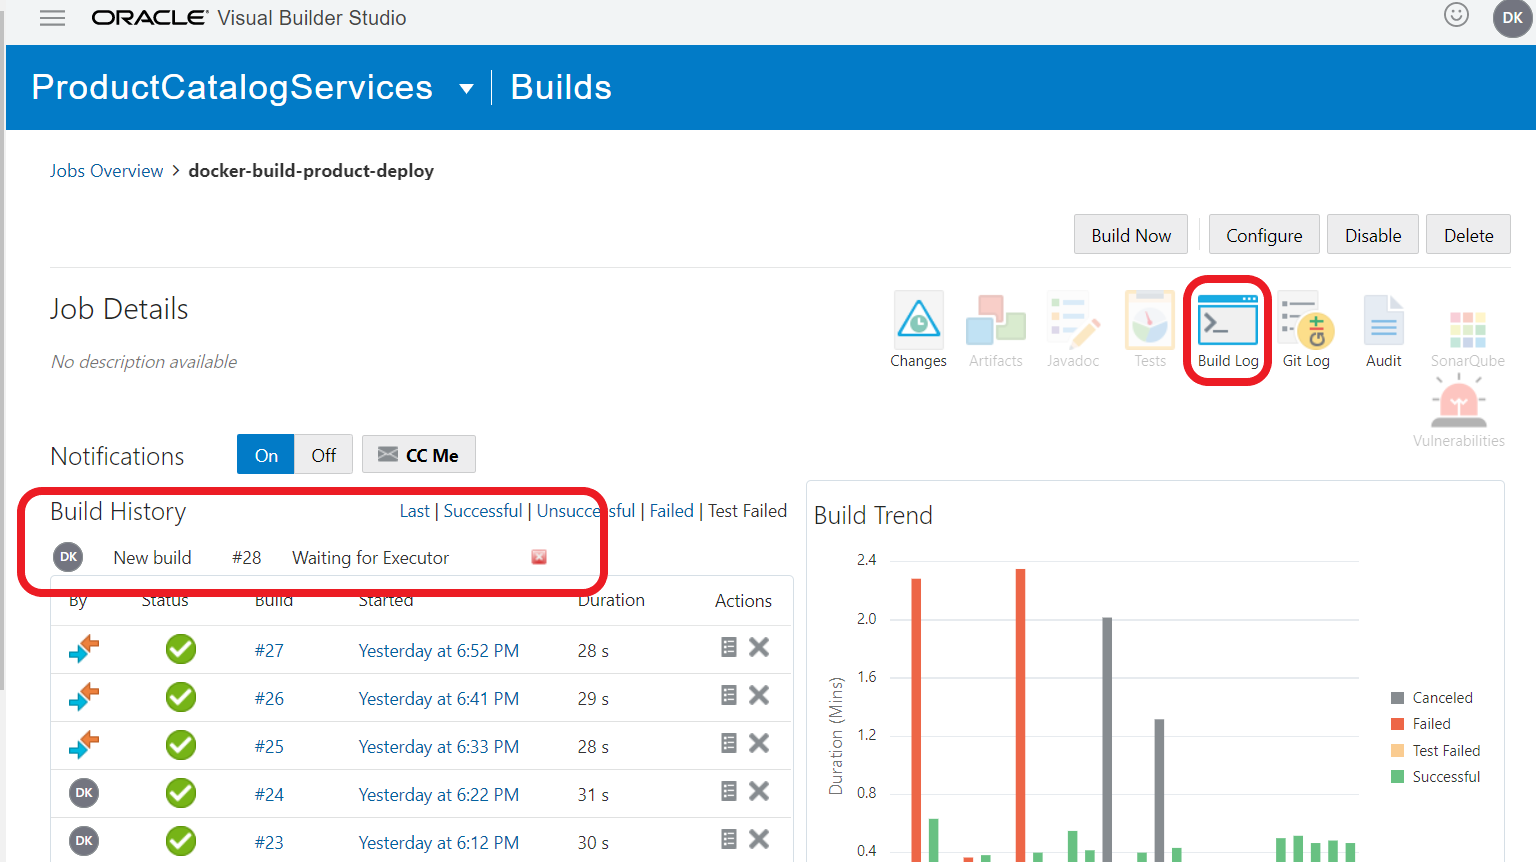 ORACLE® Visual Builder Studio
DK
ProductCatalogServices | Builds
Jobs Overview > docker-build-product-deploy
Build Now
Configure
Disable
Delete
Job Details
No description available
Changes
Artifacts
Javadoc
Tests
Build Log
Git Log
Audit
SonarQube
Vulnerabilities
Notifications
On
Off
CC Me
Build History
Last | Successful | Unsuccessful | Failed | Test Failed
DK New build #28 Waiting for Executor
By Status Build Started Duration Actions
#27 Yesterday at 6:52 PM 28 s
#26 Yesterday at 6:41 PM 29 s
#25 Yesterday at 6:33 PM 28 s
DK #24 Yesterday at 6:22 PM 31 s
DK #23 Yesterday at 6:12 PM 30 s
Build Trend
Duration (Mins)
2.4
2.0
1.6
1.2
0.8
0.4
Canceled
Failed
Test Failed
Successful